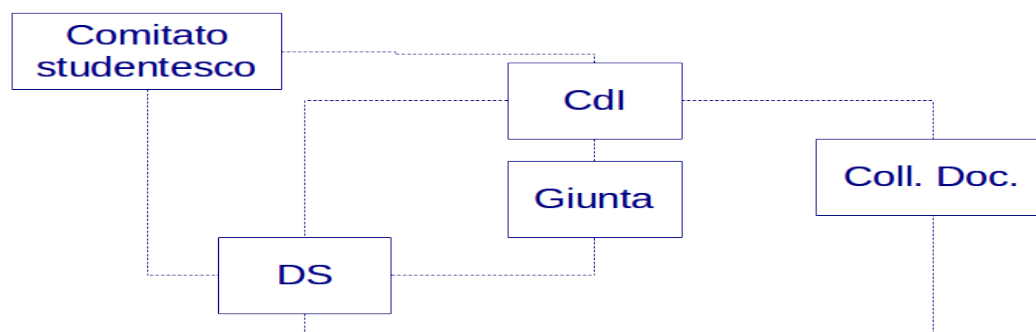 Comitato
studentesco
CdI
Coll. Doc.
Giunta
DS